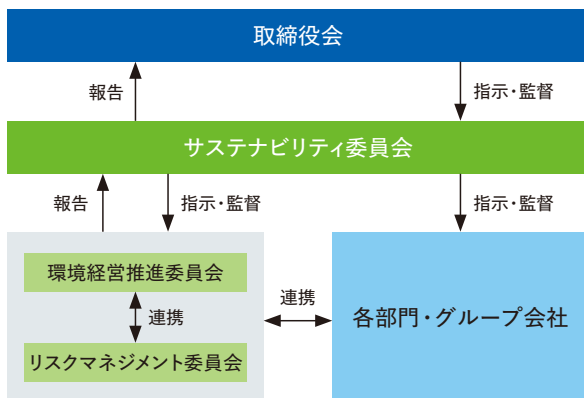 取締役会
報告
指示・監督
サステナビリティ委員会
報告
指示・監督
指示・監督
環境経営推進委員会
連携
リスクマネジメント委員会
連携
各部門・グループ会社